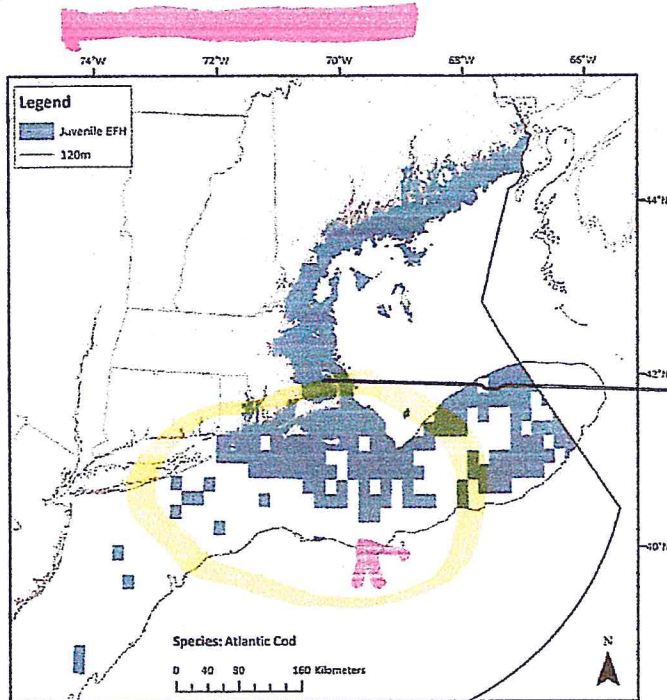 74°W 72°W 70°W 68°W 66°W
Legend
Juvenile EFH
120m
44°N
42°N
40°N
Species: Atlantic Cod
0 40 80 160 Kilometers
N